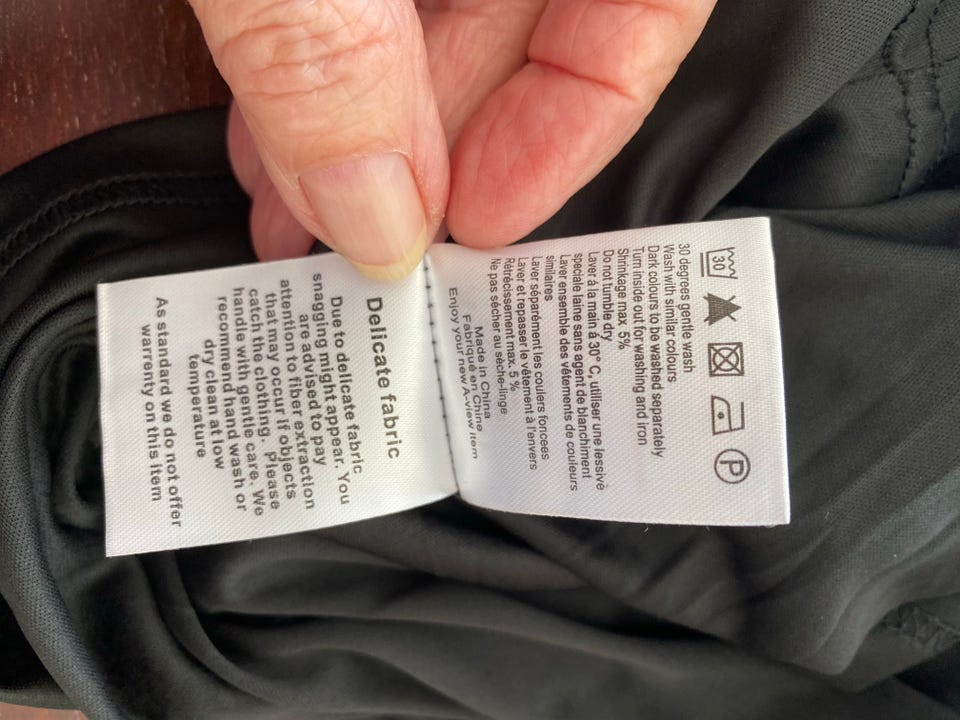 30
P
30 degrees gentle wash
Wash with similar colours
Dark colours to be washed separately
Turn inside out for washing and iron
Shrinkage max. 5%
Do not tumble dry
Laver à la main à 30° C, utiliser une lessive
speciale laine sans agent de blanchiment
Laver ensemble des vêtements de couleurs
similaires
Laver séparément les coulers foncees
Laver et repasser le vêtement à l'envers
Rétrécissement max. 5 %
Ne pas sécher au sèche-linge
Made in China
Fabriqué en Chine
Enjoy your new A-view item
Delicate fabric
Due to delicate fabric
snagging might appear. You
are advised to pay
attention to fiber extraction
that may occur if objects
catch the clothing. Please
handle with gentle care. We
recommend hand wash or
dry clean at low
temperature
As standard we do not offer
warrenty on this item